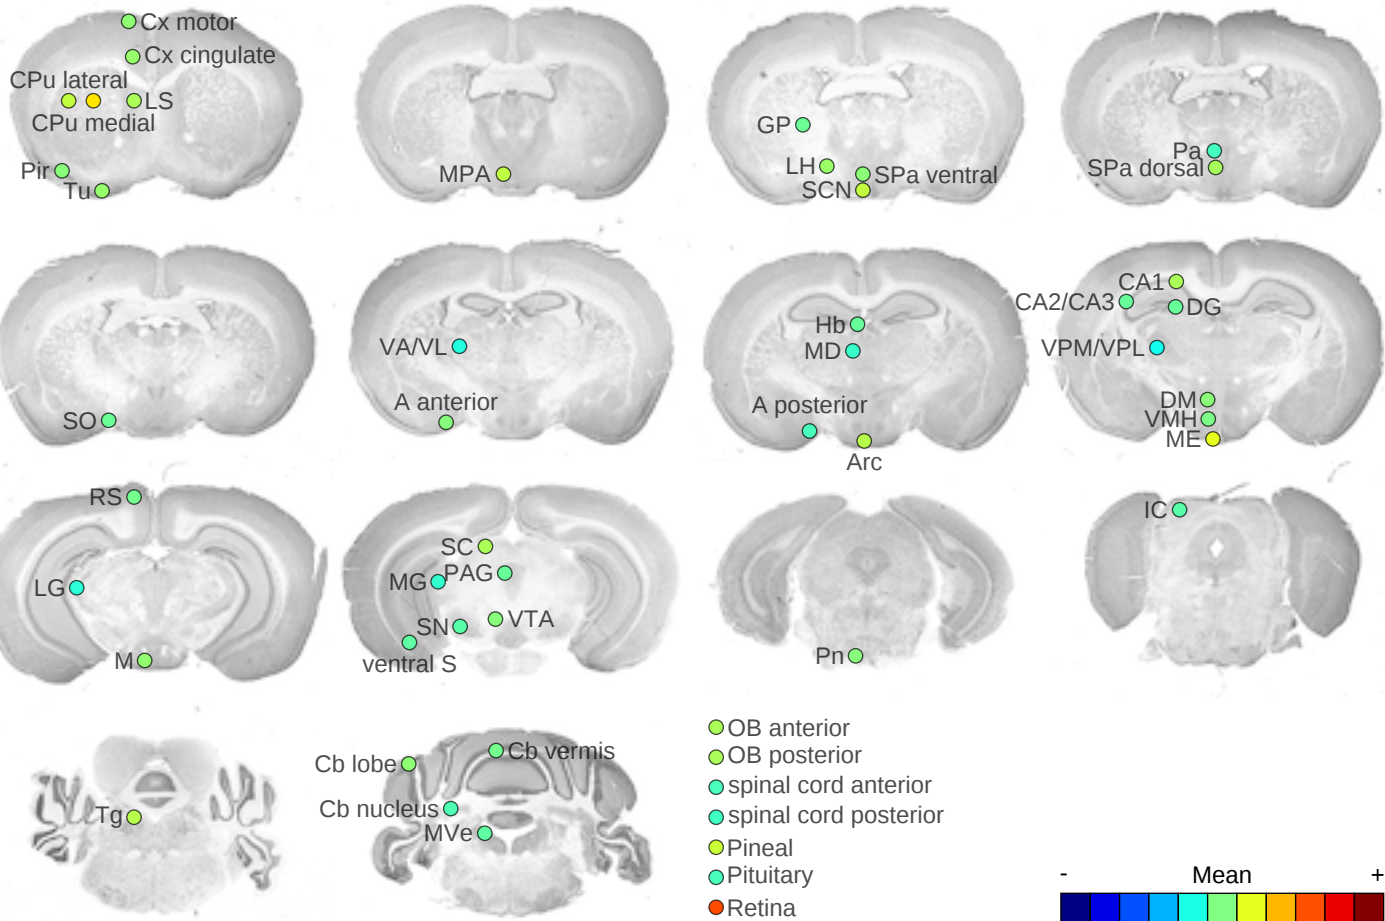 Cx motor
Cx cingulate
CPu lateral
LS
CPu medial
Pir
Tu
MPA
GP
LH
SPa ventral
SCN
Pa
SPa dorsal
SO
VA/VL
A anterior
Hb
MD
A posterior
Arc
CA1
CA2/CA3
DG
VPM/VPL
DM
VMH
ME
RS
LG
M
SC
MG
PAG
SN
VTA
ventral S
Pn
IC
Tg
Cb lobe
Cb vermis
Cb nucleus
MVe
OB anterior
OB posterior
spinal cord anterior
spinal cord posterior
Pineal
Pituitary
Retina
- Mean +